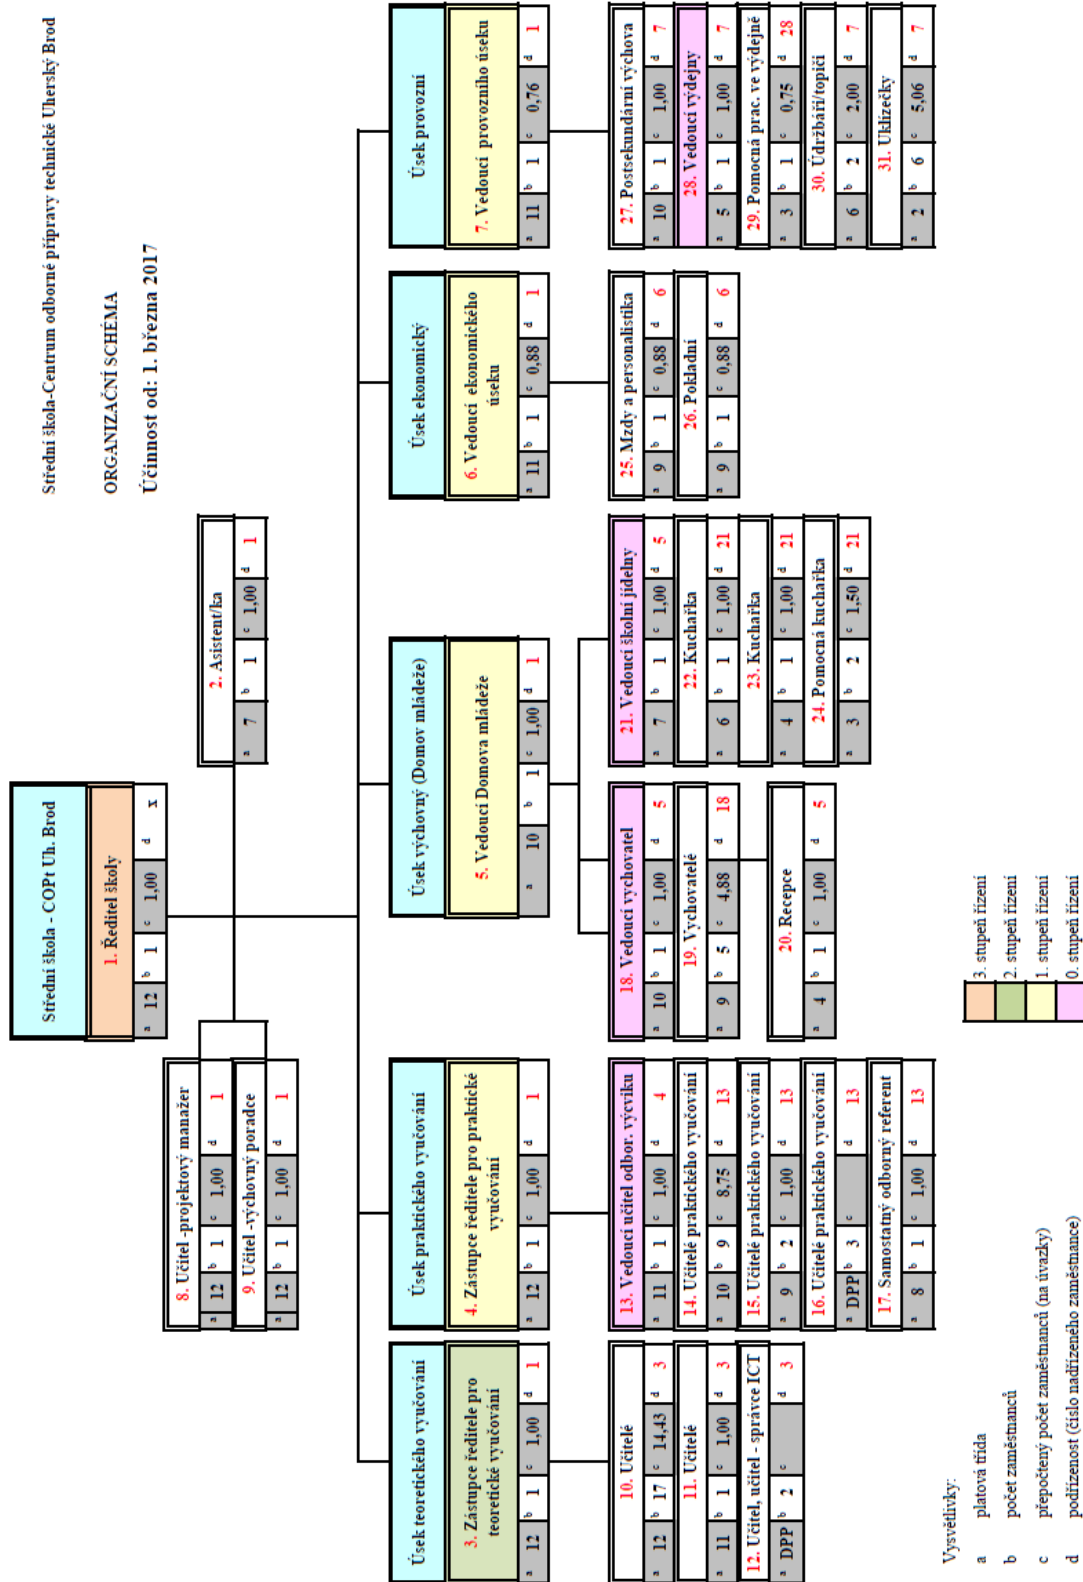 Střední škola-Centrum odborné přípravy technické Uherský Brod
ORGANIZAČNÍ SCHÉMA
Účinnost od: 1. března 2017
Střední škola - COPt Uh. Brod
1. Ředitel školy
a 12 b 1 c 1,00 d x
2. Asistent/ka
a 7 b 1 c 1,00 d 1
8. Učitel -projektový manažer
a 12 b 1 c 1,00 d 1
9. Učitel -výchovný poradce
a 12 b 1 c 1,00 d 1
Úsek teoretického vyučování
3. Zástupce ředitele pro
teoretické vyučování
a 12 b 1 c 1,00 d 1
10. Učitelé
a 12 b 17 c 14,43 d 3
11. Učitelé
a 11 b 1 c 1,00 d 3
12. Učitel, učitel - správce ICT
a DPP b 2 c d 3
Úsek praktického vyučování
4. Zástupce ředitele pro praktické
vyučování
a 12 b 1 c 1,00 d 1
13. Vedoucí učitel odbor. výcviku
a 11 b 1 c 1,00 d 4
14. Učitelé praktického vyučování
a 10 b 9 c 8,75 d 13
15. Učitelé praktického vyučování
a 9 b 2 c 1,00 d 13
16. Učitelé praktického vyučování
a DPP b 3 c d 13
17. Samostatný odborný referent
a 8 b 1 c 1,00 d 13
Úsek výchovný (Domov mládeže)
5. Vedoucí Domova mládeže
a 10 b 1 c 1,00 d 1
18. Vedoucí vychovatel
a 10 b 1 c 1,00 d 5
19. Vychovatelé
a 9 b 5 c 4,88 d 18
20. Recepce
a 4 b 1 c 1,00 d 5
21. Vedoucí školní jídelny
a 7 b 1 c 1,00 d 5
22. Kuchařka
a 6 b 1 c 1,00 d 21
23. Kuchařka
a 4 b 1 c 1,00 d 21
24. Pomocná kuchařka
a 3 b 2 c 1,50 d 21
Úsek ekonomický
6. Vedoucí ekonomického
úseku
a 11 b 1 c 0,88 d 1
25. Mzdy a personalistika
a 9 b 1 c 0,88 d 6
26. Pokladní
a 9 b 1 c 0,88 d 6
Úsek provozní
7. Vedoucí provozního úseku
a 11 b 1 c 0,76 d 1
27. Postsekundární výchova
a 10 b 1 c 1,00 d 7
28. Vedoucí výdejny
a 5 b 1 c 1,00 d 7
29. Pomocná prac. ve výdejně
a 3 b 1 c 0,75 d 28
30. Údržbáři/topiči
a 6 b 2 c 2,00 d 7
31. Uklízečky
a 2 b 6 c 5,06 d 7
Vysvětlivky:
a platová třída
b počet zaměstnanců
c přepočtený počet zaměstnanců (na úvazky)
d podřízenost (číslo nadřízeného zaměstnance)
3. stupeň řízení
2. stupeň řízení
1. stupeň řízení
0. stupeň řízení